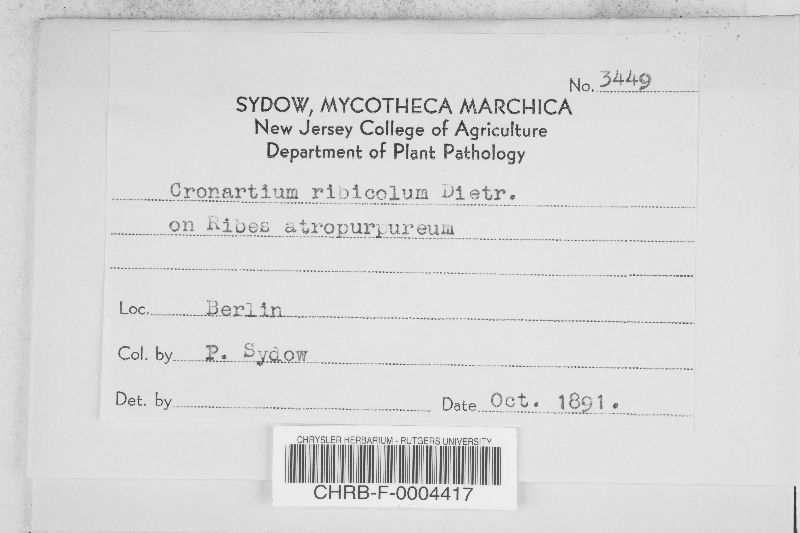 No. 3449
SYDOW, MYCOTHECA MARCHICA
New Jersey College of Agriculture
Department of Plant Pathology
Cronartium ribicolum Dietr.
on Ribes atropurpureum
Loc. Berlin
Col. by P. Sydow
Det. by Date Oct. 1891.
CHRYSLER HERBARIUM - RUTGERS UNIVERSITY
CHRB-F-0004417